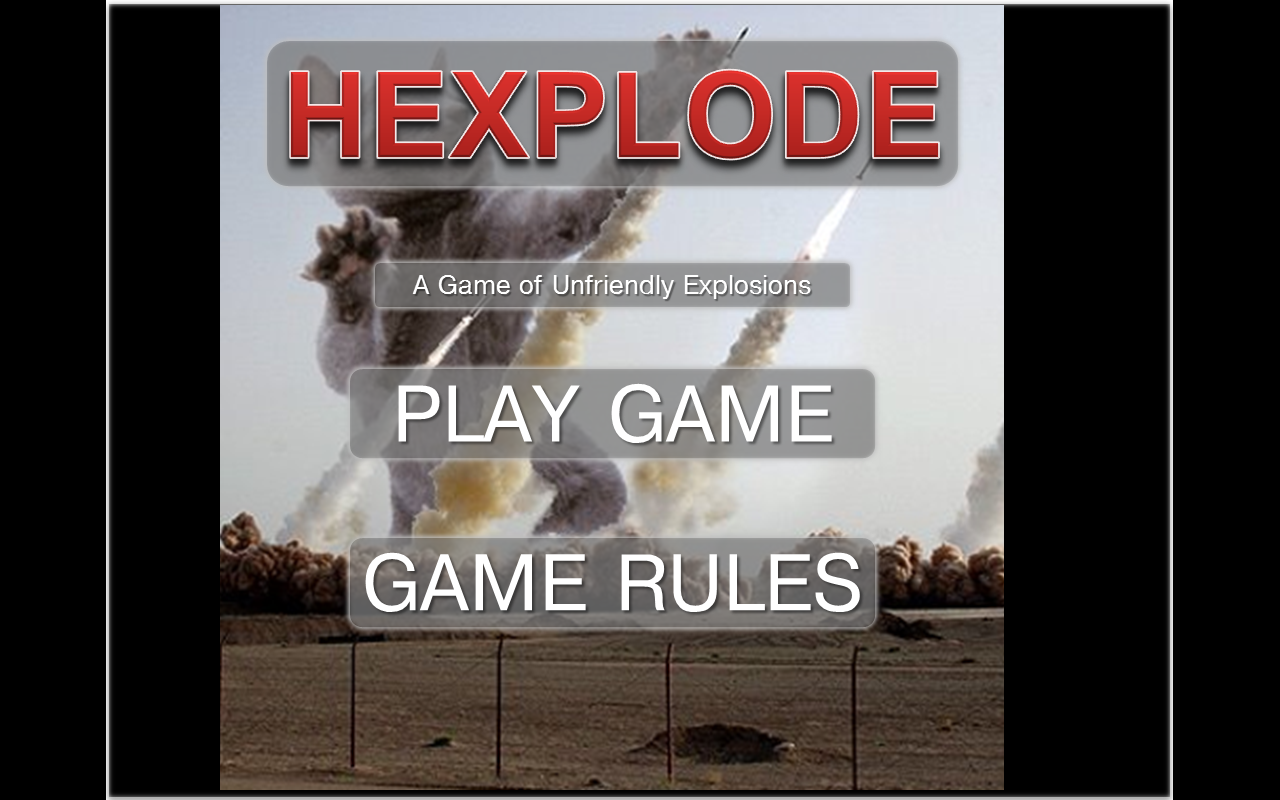 HEXPLODE
A Game of Unfriendly Explosions
PLAY GAME
GAME RULES